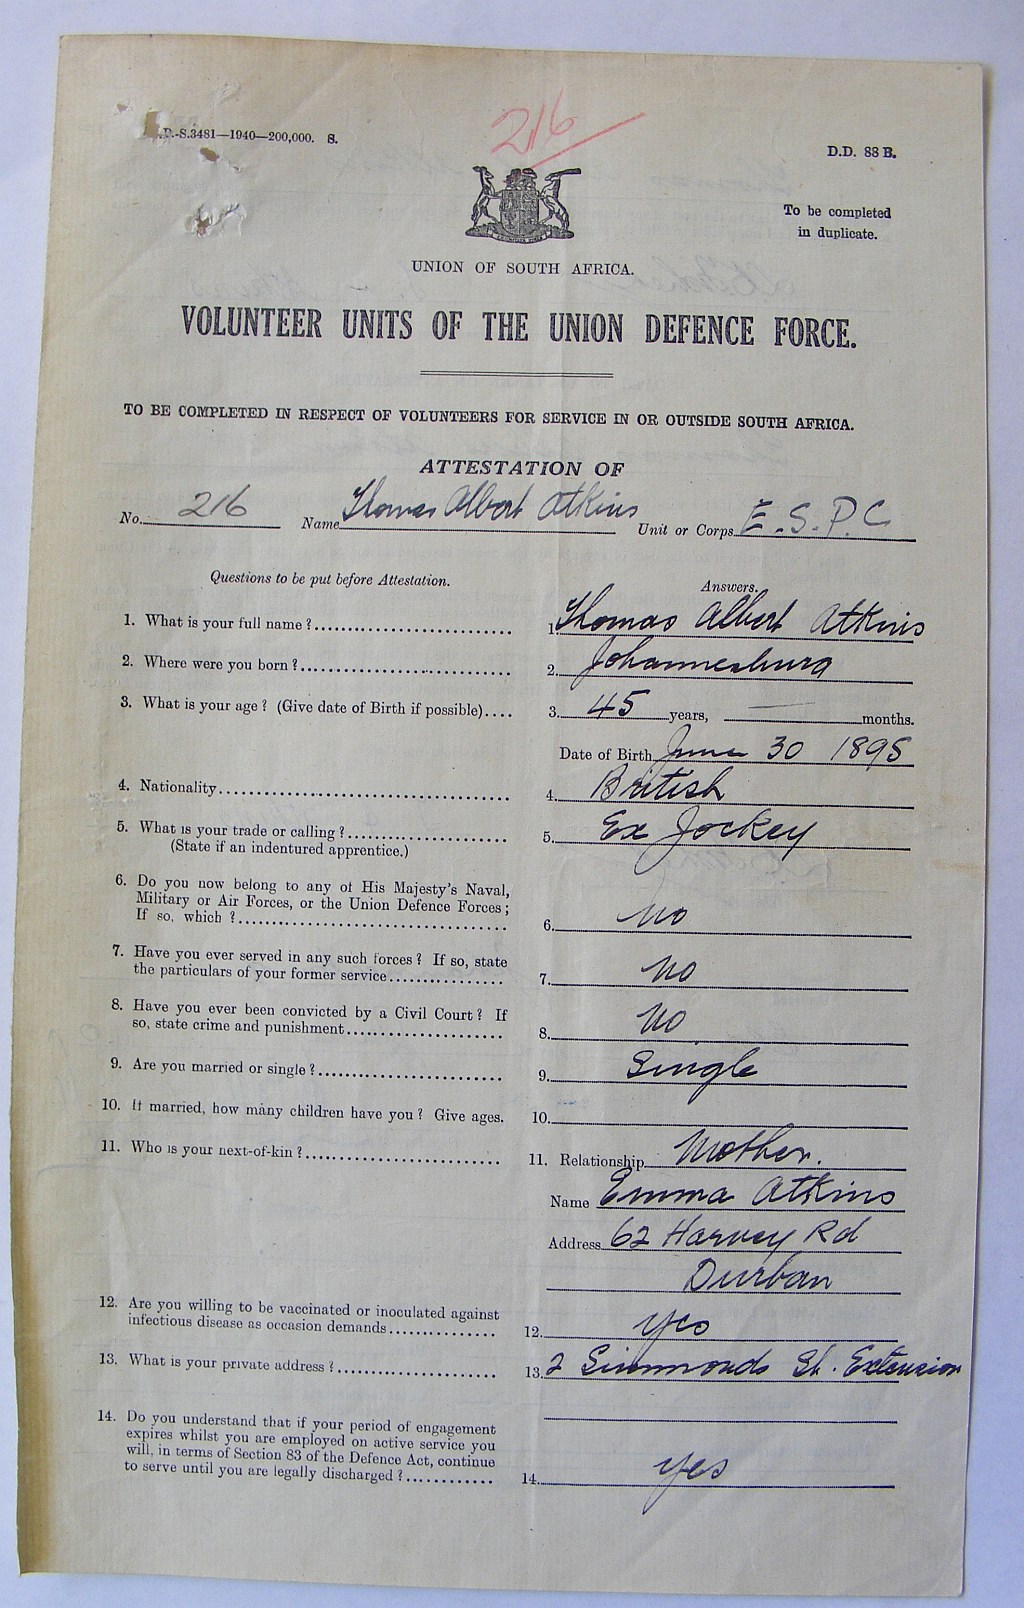 216
.D.-S.3481—1940—200,000. S.
D.D. 88 B.
To be completed
in duplicate.
UNION OF SOUTH AFRICA.
VOLUNTEER UNITS OF THE UNION DEFENCE FORCE.
TO BE COMPLETED IN RESPECT OF VOLUNTEERS FOR SERVICE IN OR OUTSIDE SOUTH AFRICA.
ATTESTATION OF
No. 216 Name Thomas Albert Atkins Unit or Corps E.S.P.C
Questions to be put before Attestation. Answers.
1. What is your full name? 1. Thomas Albert Atkins
2. Where were you born? 2. Johannesburg
3. What is your age? (Give date of Birth if possible) 3. 45 years, — months.
Date of Birth June 30 1895
4. Nationality 4. British
5. What is your trade or calling? 5. Ex Jockey
(State if an indentured apprentice.)
6. Do you now belong to any of His Majesty's Naval,
Military or Air Forces, or the Union Defence Forces;
If so, which? 6. No
7. Have you ever served in any such forces? If so, state
the particulars of your former service 7. No
8. Have you ever been convicted by a Civil Court? If
so, state crime and punishment 8. No
9. Are you married or single? 9. Single
10. If married, how many children have you? Give ages. 10.
11. Who is your next-of-kin? 11. Relationship Mother.
Name Emma Atkins
Address 62 Harvey Rd
Durban
12. Are you willing to be vaccinated or inoculated against
infectious disease as occasion demands 12. Yes
13. What is your private address? 13. 2 Simmonds St. Extension
14. Do you understand that if your period of engagement
expires whilst you are employed on active service you
will, in terms of Section 83 of the Defence Act, continue
to serve until you are legally discharged? 14. Yes